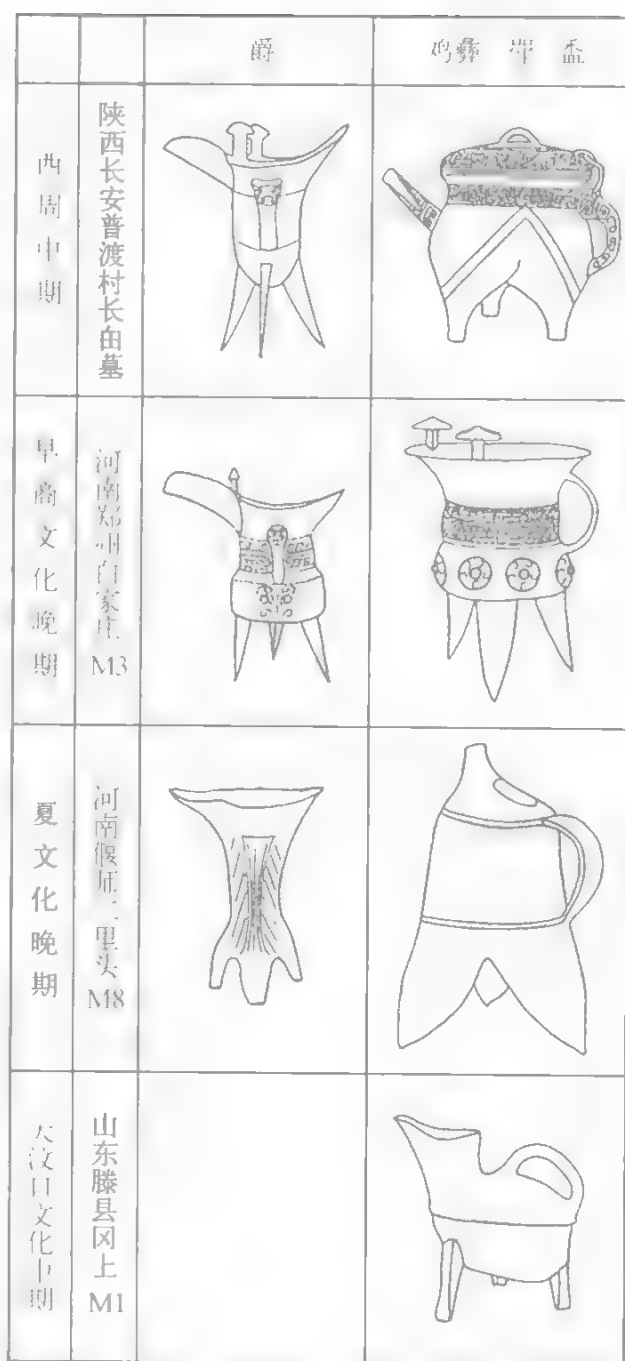 爵
鸡彝 斝 盉
西周中期
陕西长安普渡村长甶墓
早商文化晚期
河南郑州白家庄M3
夏文化晚期
河南偃师二里头M8
大汶口文化中期
山东滕县冈上M1